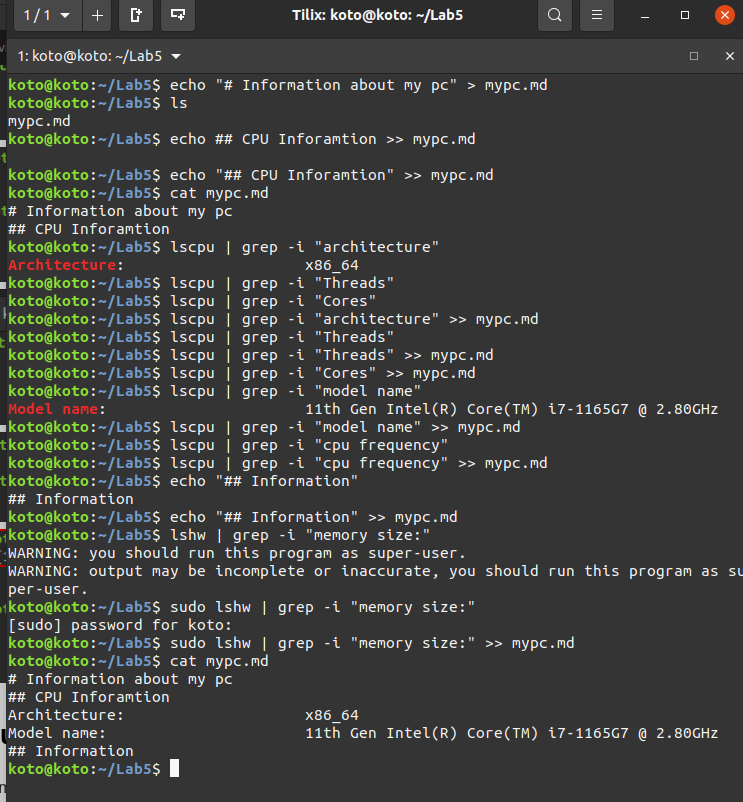 1 / 1
Tilix: koto@koto: ~/Lab5
1: koto@koto: ~/Lab5
koto@koto:~/Lab5$ echo "# Information about my pc" > mypc.md
koto@koto:~/Lab5$ ls
mypc.md
koto@koto:~/Lab5$ echo ## CPU Inforamtion >> mypc.md
koto@koto:~/Lab5$ echo "## CPU Inforamtion" >> mypc.md
koto@koto:~/Lab5$ cat mypc.md
# Information about my pc
## CPU Inforamtion
koto@koto:~/Lab5$ lscpu | grep -i "architecture"
Architecture: x86_64
koto@koto:~/Lab5$ lscpu | grep -i "Threads"
koto@koto:~/Lab5$ lscpu | grep -i "Cores"
koto@koto:~/Lab5$ lscpu | grep -i "architecture" >> mypc.md
koto@koto:~/Lab5$ lscpu | grep -i "Threads"
koto@koto:~/Lab5$ lscpu | grep -i "Threads" >> mypc.md
koto@koto:~/Lab5$ lscpu | grep -i "Cores" >> mypc.md
koto@koto:~/Lab5$ lscpu | grep -i "model name"
Model name: 11th Gen Intel(R) Core(TM) i7-1165G7 @ 2.80GHz
koto@koto:~/Lab5$ lscpu | grep -i "model name" >> mypc.md
koto@koto:~/Lab5$ lscpu | grep -i "cpu frequency"
koto@koto:~/Lab5$ lscpu | grep -i "cpu frequency" >> mypc.md
koto@koto:~/Lab5$ echo "## Information"
## Information
koto@koto:~/Lab5$ echo "## Information" >> mypc.md
koto@koto:~/Lab5$ lshw | grep -i "memory size:"
WARNING: you should run this program as super-user.
WARNING: output may be incomplete or inaccurate, you should run this program as su
per-user.
koto@koto:~/Lab5$ sudo lshw | grep -i "memory size:"
[sudo] password for koto:
koto@koto:~/Lab5$ sudo lshw | grep -i "memory size:" >> mypc.md
koto@koto:~/Lab5$ cat mypc.md
# Information about my pc
## CPU Inforamtion
Architecture: x86_64
Model name: 11th Gen Intel(R) Core(TM) i7-1165G7 @ 2.80GHz
## Information
koto@koto:~/Lab5$